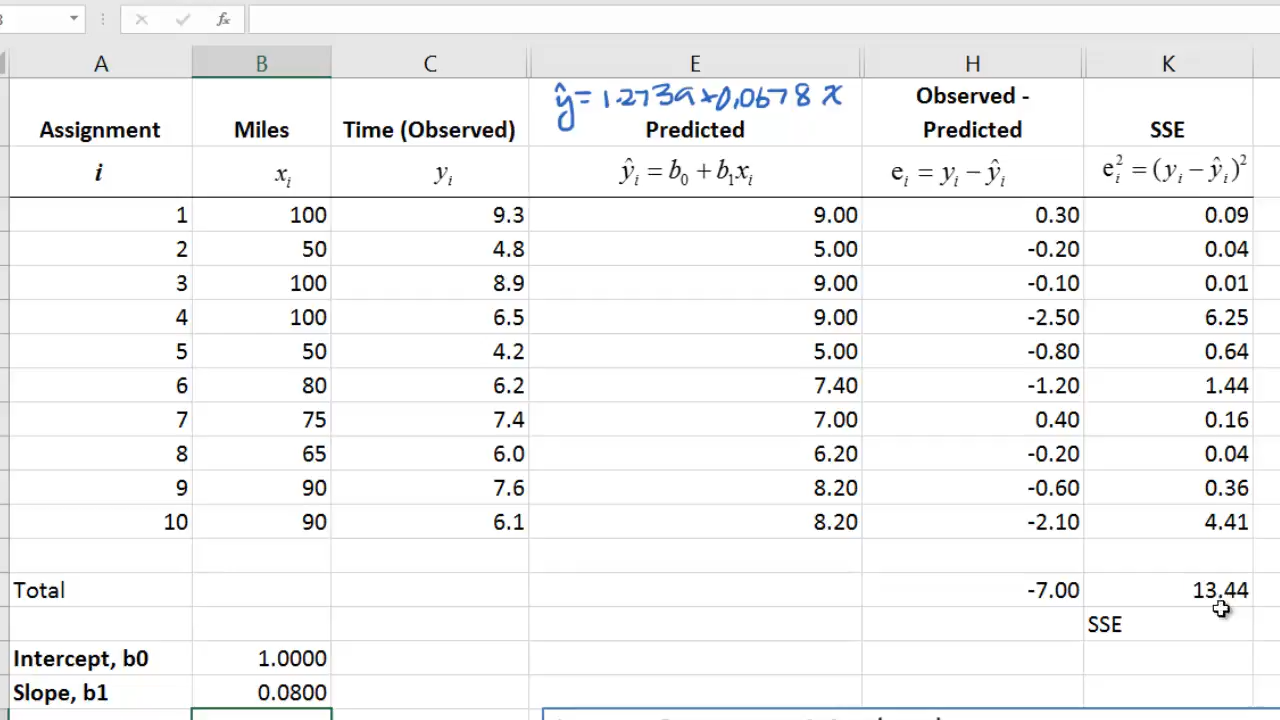 fx
A B C E H K
ŷ = 1.2739+0.0678 x
Assignment Miles Time (Observed) Predicted Observed - Predicted SSE
i xᵢ yᵢ ŷᵢ = b₀ + b₁xᵢ eᵢ = yᵢ − ŷᵢ eᵢ² = (yᵢ − ŷᵢ)²
1 100 9.3 9.00 0.30 0.09
2 50 4.8 5.00 -0.20 0.04
3 100 8.9 9.00 -0.10 0.01
4 100 6.5 9.00 -2.50 6.25
5 50 4.2 5.00 -0.80 0.64
6 80 6.2 7.40 -1.20 1.44
7 75 7.4 7.00 0.40 0.16
8 65 6.0 6.20 -0.20 0.04
9 90 7.6 8.20 -0.60 0.36
10 90 6.1 8.20 -2.10 4.41
Total -7.00 13.44
SSE
Intercept, b0 1.0000
Slope, b1 0.0800